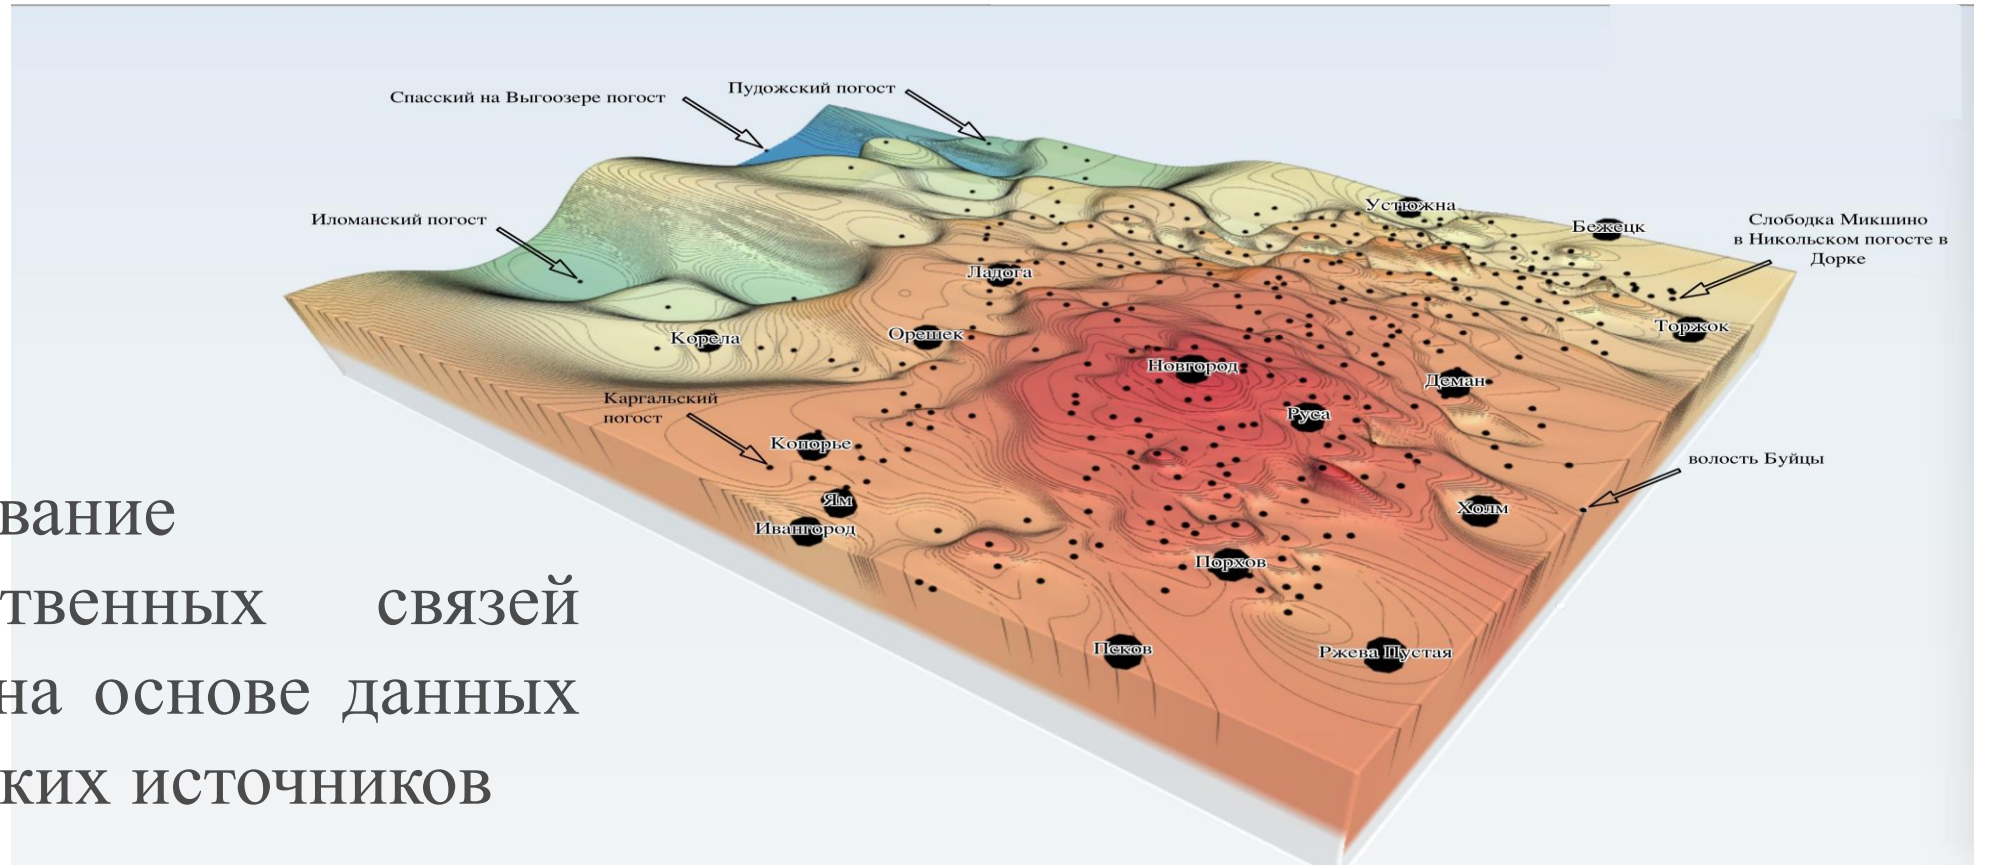 Пудожский погост
Спасский на Выгоозере погост
Устюжна
Иломанский погост
Бежецк
Слободка Микшино
в Никольском погосте в
Дорке
Ладога
Торжок
Орешек
Корела
Новгород
Деман
Каргальский
погост
Руса
Копорье
волость Буйцы
Ям
Холм
Ивангород
Порхов
Псков
Ржева Пустая
вание
твенных связей
на основе данных
ких источников